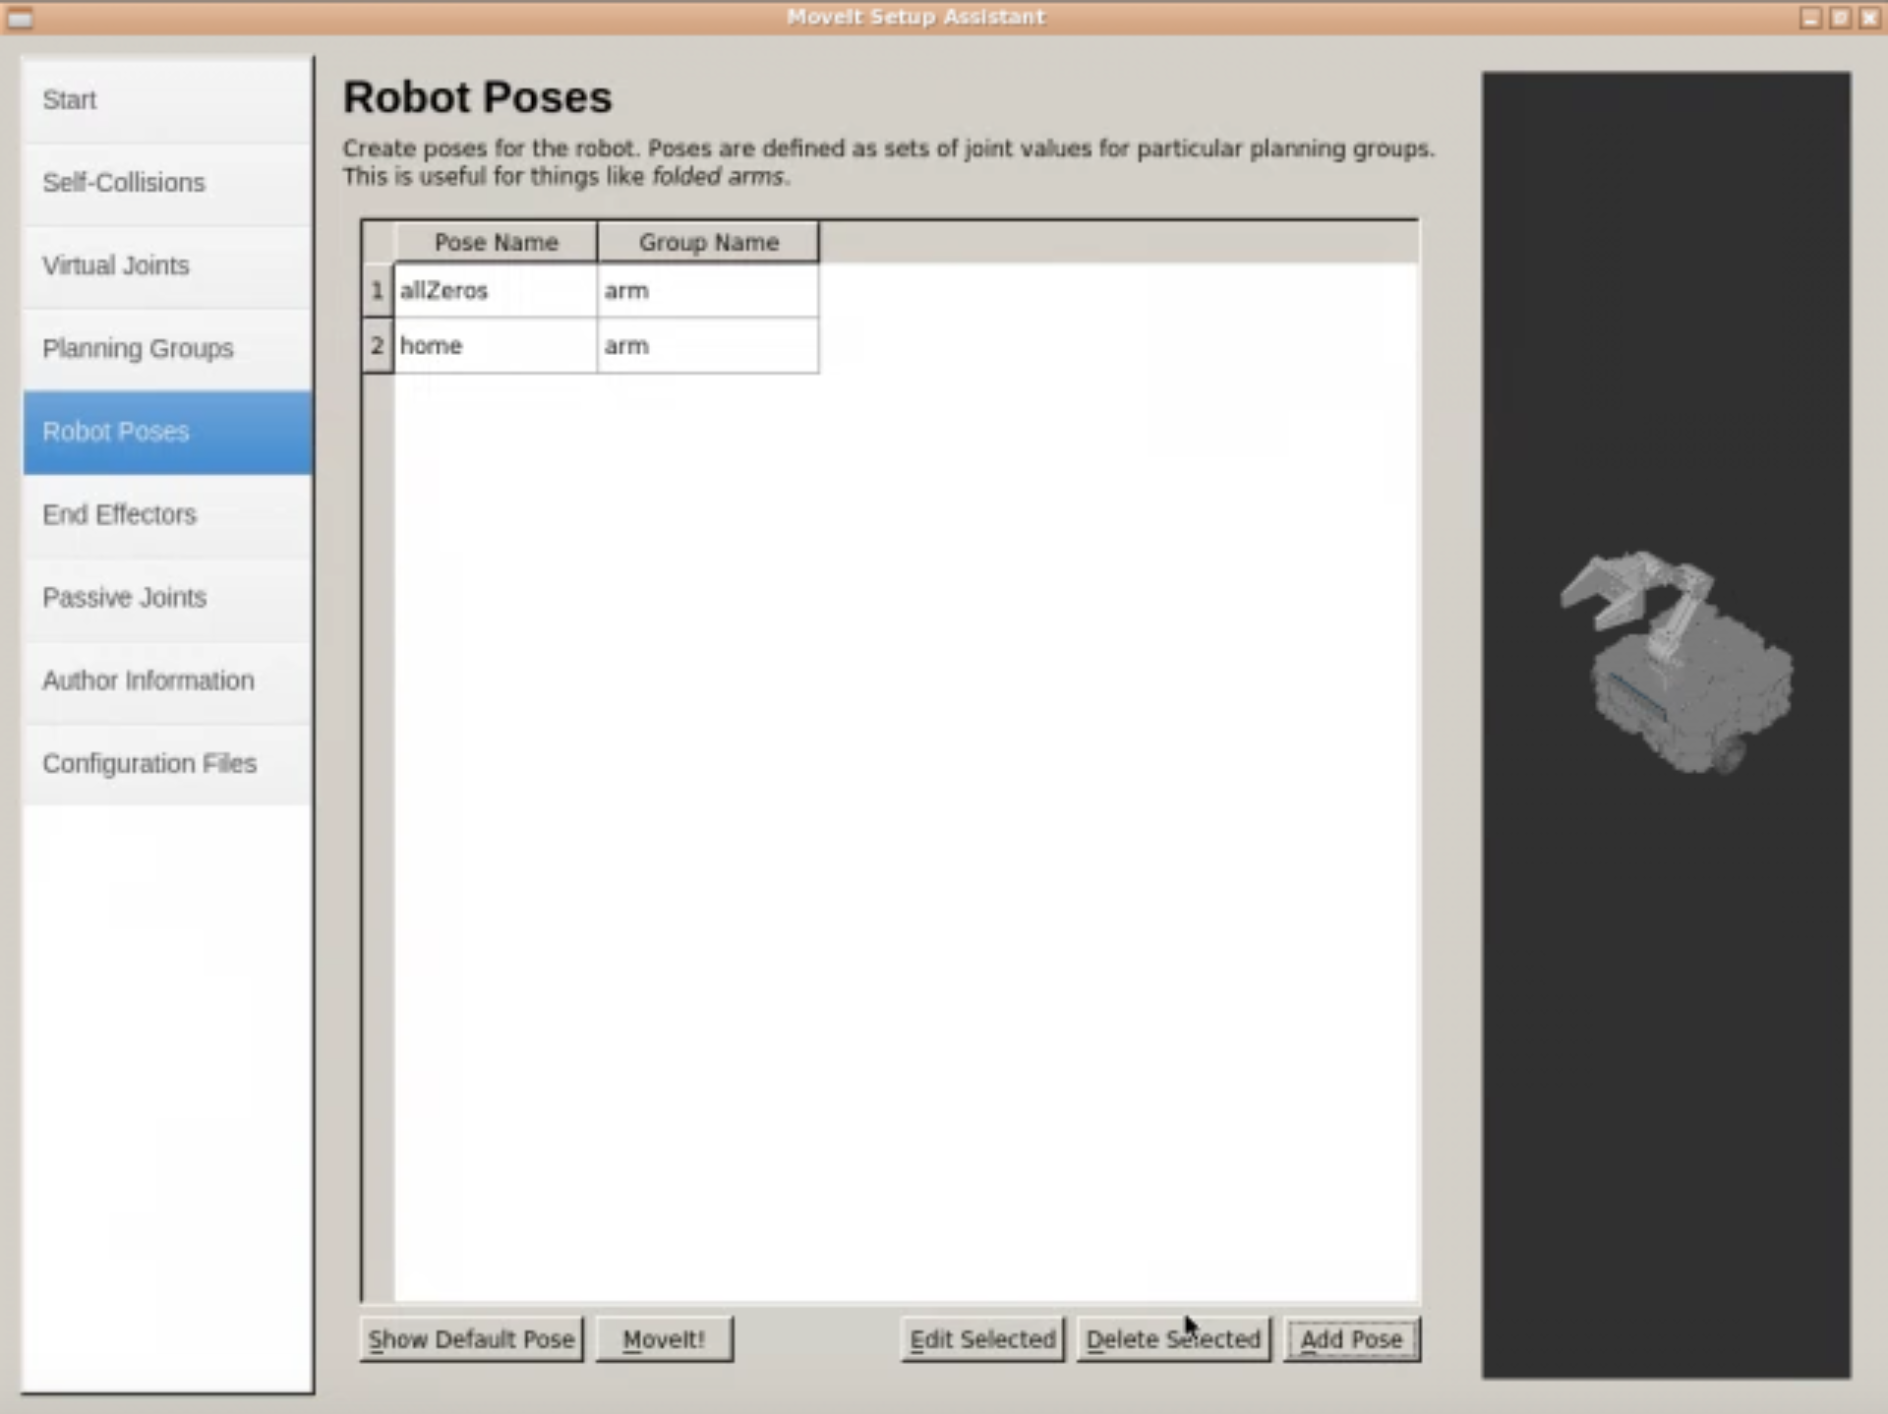 MoveIt Setup Assistant
Start
Self-Collisions
Virtual Joints
Planning Groups
Robot Poses
End Effectors
Passive Joints
Author Information
Configuration Files
Robot Poses
Create poses for the robot. Poses are defined as sets of joint values for particular planning groups.
This is useful for things like folded arms.
Pose Name Group Name
1 allZeros arm
2 home arm
Show Default Pose MoveIt! Edit Selected Delete Selected Add Pose